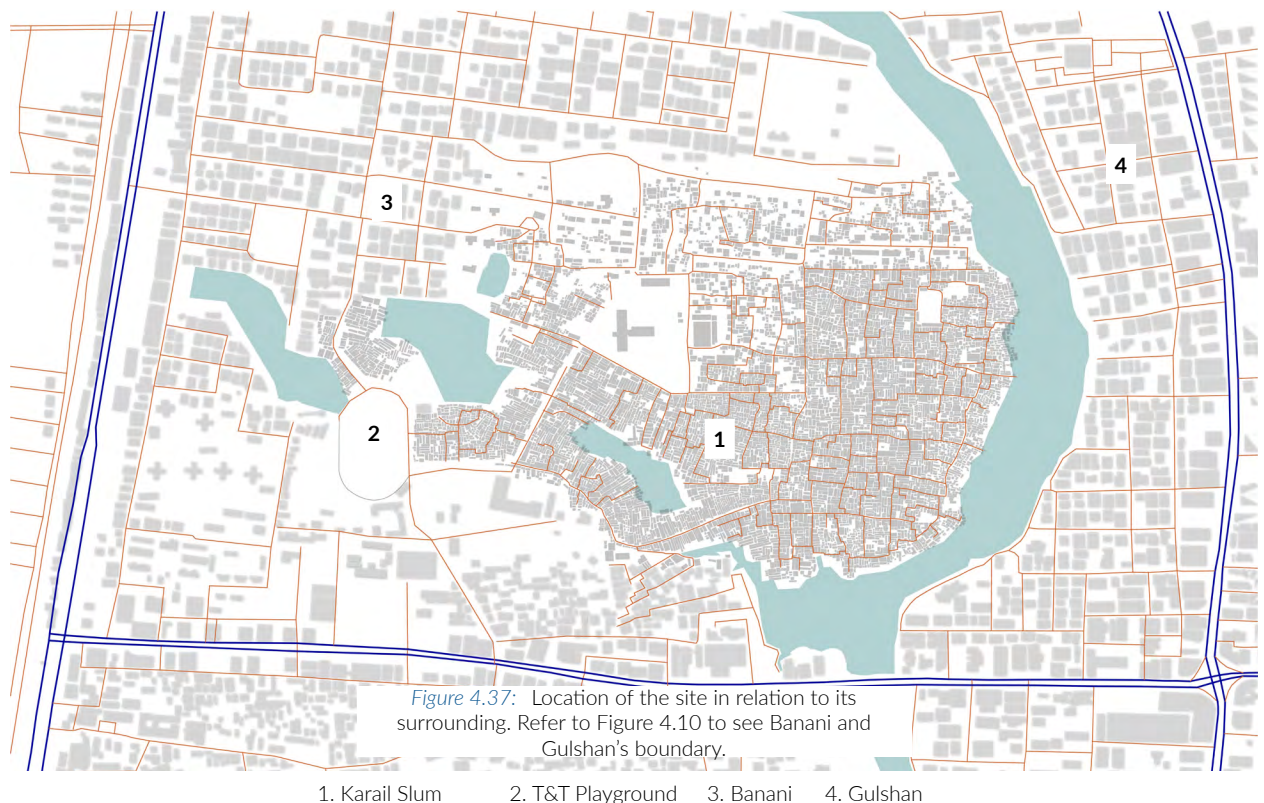 4
3
2
1
Figure 4.37: Location of the site in relation to its
surrounding. Refer to Figure 4.10 to see Banani and
Gulshan's boundary.
1. Karail Slum 2. T&T Playground 3. Banani 4. Gulshan